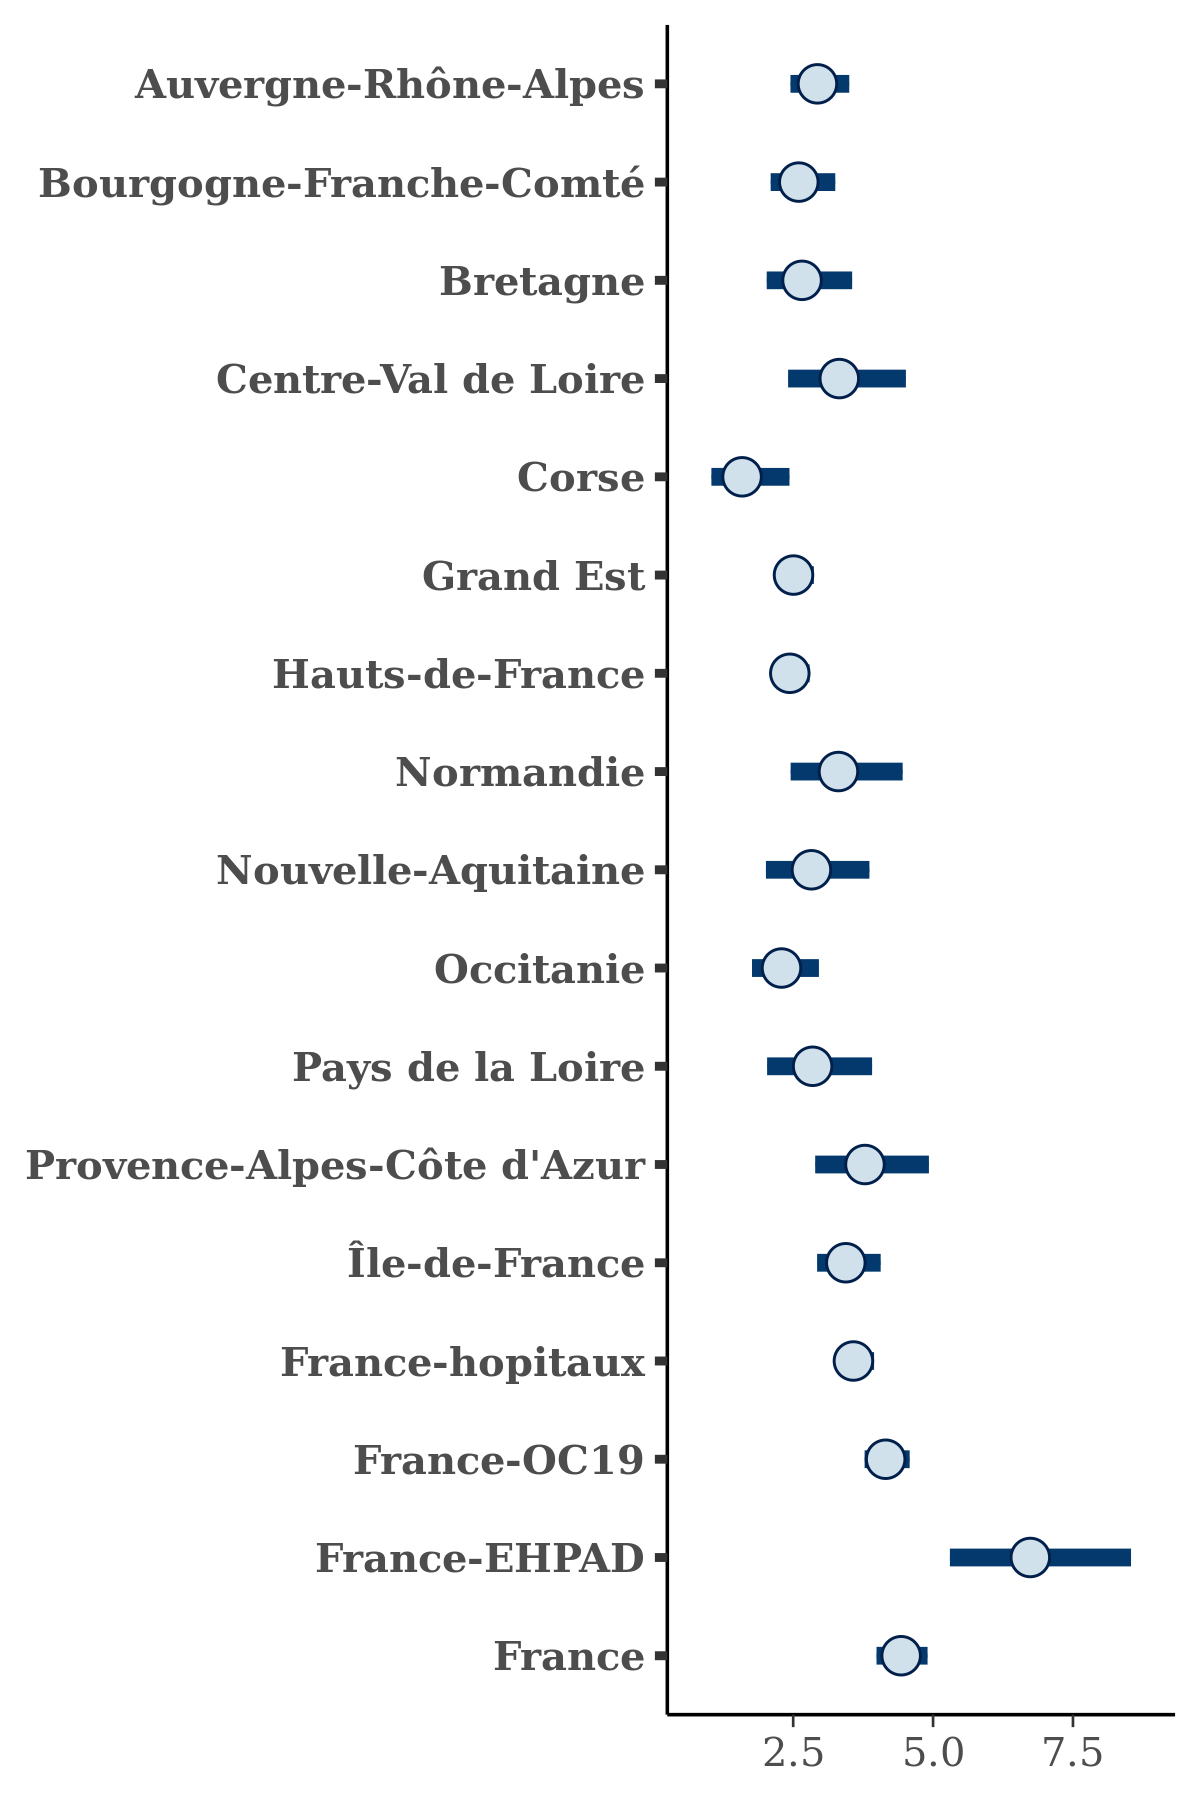 Auvergne-Rhône-Alpes
Bourgogne-Franche-Comté
Bretagne
Centre-Val de Loire
Corse
Grand Est
Hauts-de-France
Normandie
Nouvelle-Aquitaine
Occitanie
Pays de la Loire
Provence-Alpes-Côte d'Azur
Île-de-France
France-hopitaux
France-OC19
France-EHPAD
France
2.5 5.0 7.5